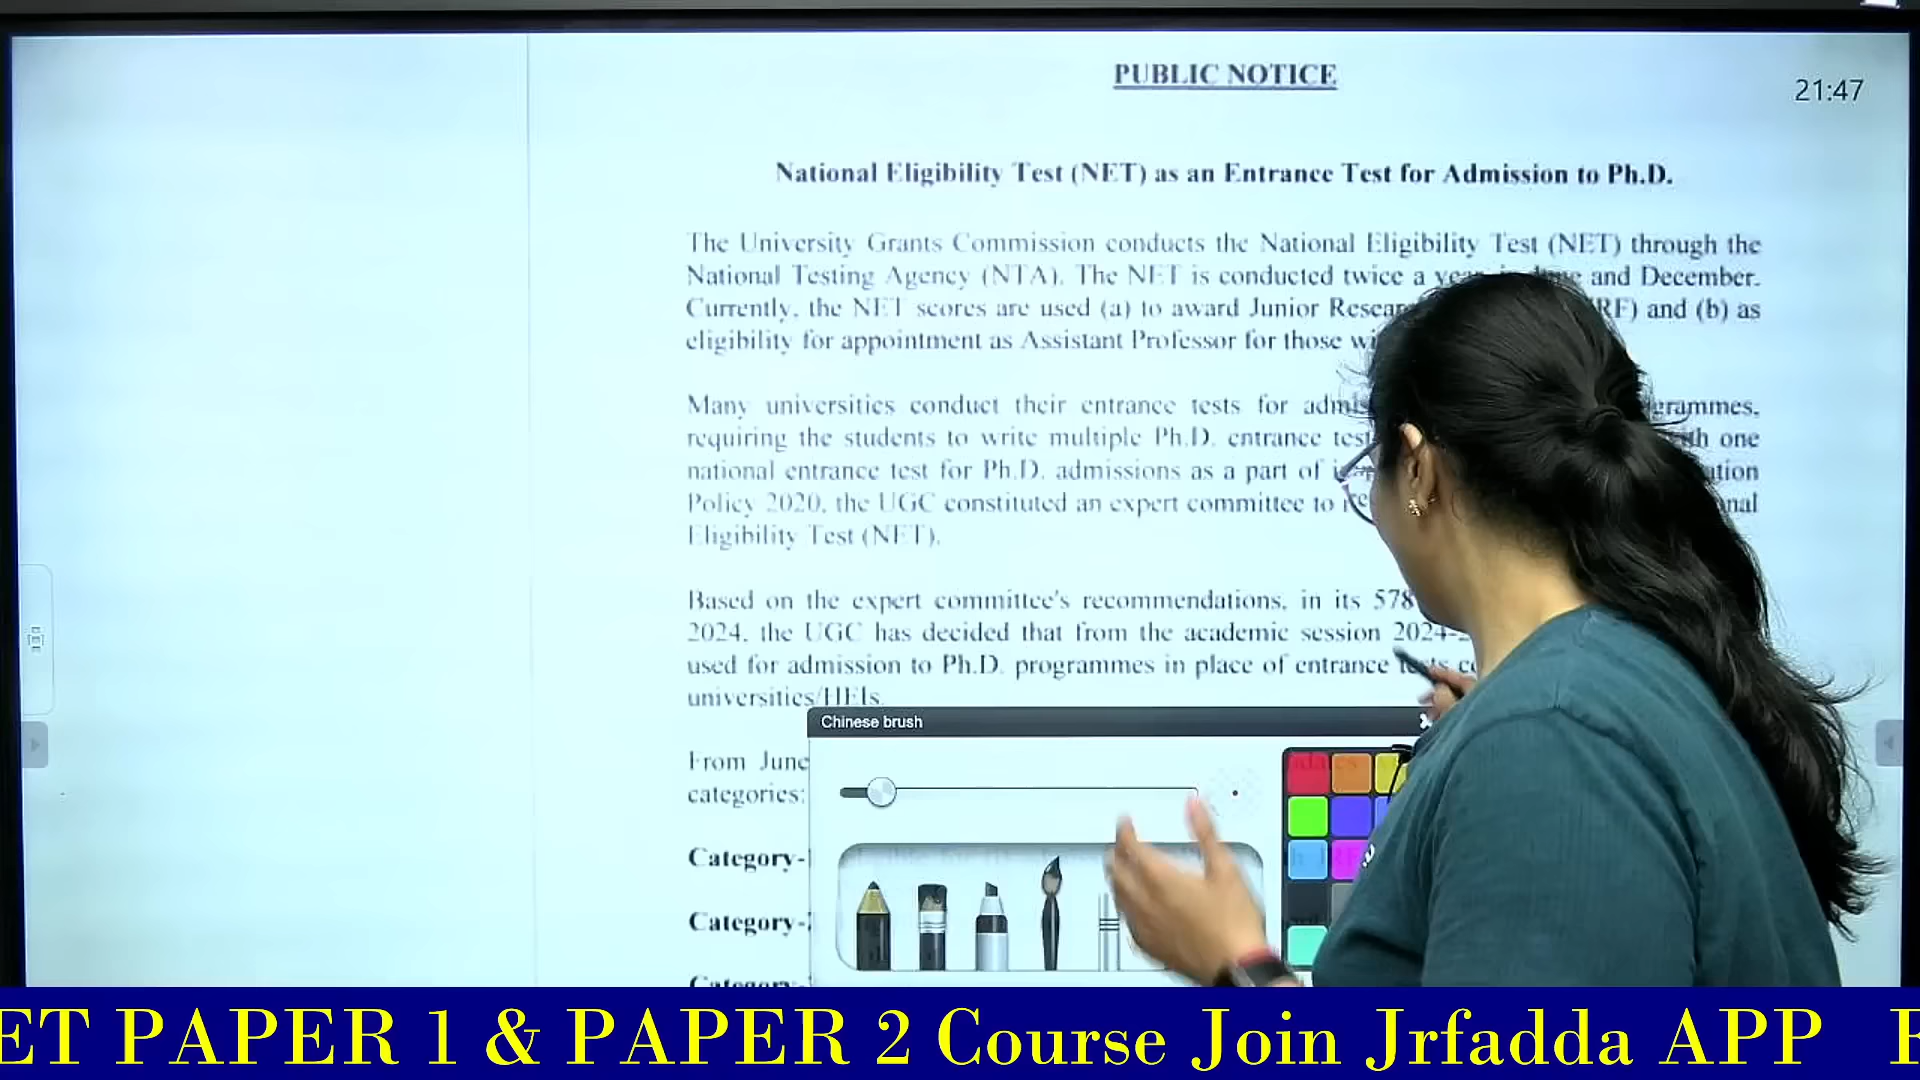 PUBLIC NOTICE
21:47
National Eligibility Test (NET) as an Entrance Test for Admission to Ph.D.
The University Grants Commission conducts the National Eligibility Test (NET) through the
National Testing Agency (NTA). The NET is conducted twice a and December.
Currently, the NET scores are used (a) to award Junior and (b) as
eligibility for appointment as Assistant Professor for those
Many universities conduct their entrance tests for
requiring the students to write multiple Ph.D. entrance one
national entrance test for Ph.D. admissions as a part of
Policy 2020, the UGC constituted an expert committee to
Eligibility Test (NET).
Based on the expert committee's recommendations, in its 578
2024, the UGC has decided that from the academic session 2024-
used for admission to Ph.D. programmes in place of entrance tests
universities/HEIs.
Chinese brush
From June
categories:
Category-
Category-
Category-
ET PAPER 1 & PAPER 2 Course Join Jrfadda APP